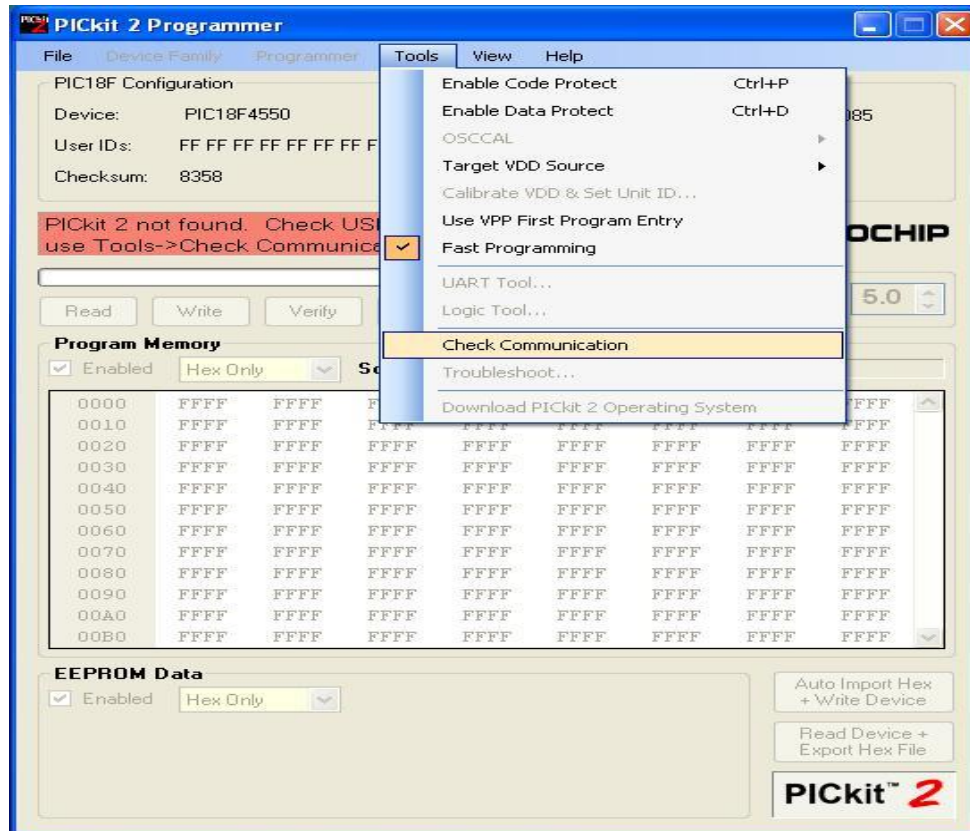 PICkit 2 Programmer
File Device Family Programmer Tools View Help
PIC18F Configuration
Device: PIC18F4550
User IDs: FF FF FF FF FF FF FF F
Checksum: 8358
Enable Code Protect Ctrl+P
Enable Data Protect Ctrl+D
OSCCAL
Target VDD Source
Calibrate VDD & Set Unit ID...
Use VPP First Program Entry
Fast Programming
UART Tool...
Logic Tool...
Check Communication
Troubleshoot...
Download PICkit 2 Operating System
PICkit 2 not found. Check
use Tools->Check
OCHIP
Read Write Verify
5.0
Program Memory
Enabled Hex Only
0000 FFFF FFFF F FFFF
0010 FFFF FFFF FFFF FFFF FFFF FFFF FFFF FFFF
0020 FFFF FFFF FFFF FFFF FFFF FFFF FFFF FFFF
0030 FFFF FFFF FFFF FFFF FFFF FFFF FFFF FFFF
0040 FFFF FFFF FFFF FFFF FFFF FFFF FFFF FFFF
0050 FFFF FFFF FFFF FFFF FFFF FFFF FFFF FFFF
0060 FFFF FFFF FFFF FFFF FFFF FFFF FFFF FFFF
0070 FFFF FFFF FFFF FFFF FFFF FFFF FFFF FFFF
0080 FFFF FFFF FFFF FFFF FFFF FFFF FFFF FFFF
0090 FFFF FFFF FFFF FFFF FFFF FFFF FFFF FFFF
00A0 FFFF FFFF FFFF FFFF FFFF FFFF FFFF FFFF
00B0 FFFF FFFF FFFF FFFF FFFF FFFF FFFF FFFF
EEPROM Data
Enabled Hex Only
Auto Import Hex
+ Write Device
Read Device +
Export Hex File
PICkit™ 2